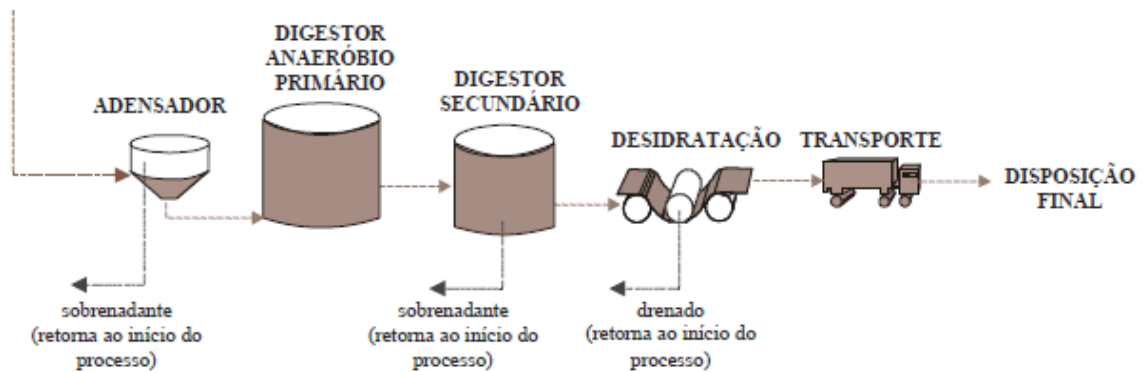 ADENSADOR
DIGESTOR
ANAERÓBIO
PRIMÁRIO
DIGESTOR
SECUNDÁRIO
DESIDRATAÇÃO
TRANSPORTE
DISPOSIÇÃO
FINAL
sobrenadante
(retorna ao início do
processo)
sobrenadante
(retorna ao início do
processo)
drenado
(retorna ao início do
processo)